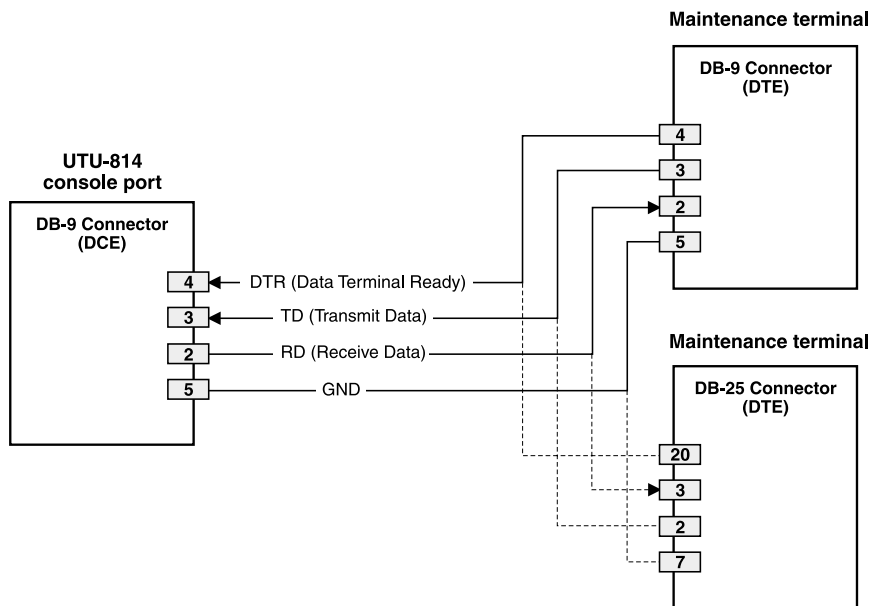 Maintenance terminal
DB-9 Connector
(DTE)
4
3
2
5
UTU-814
console port
DB-9 Connector
(DCE)
4
DTR (Data Terminal Ready)
3
TD (Transmit Data)
2
RD (Receive Data)
5
GND
Maintenance terminal
DB-25 Connector
(DTE)
20
3
2
7